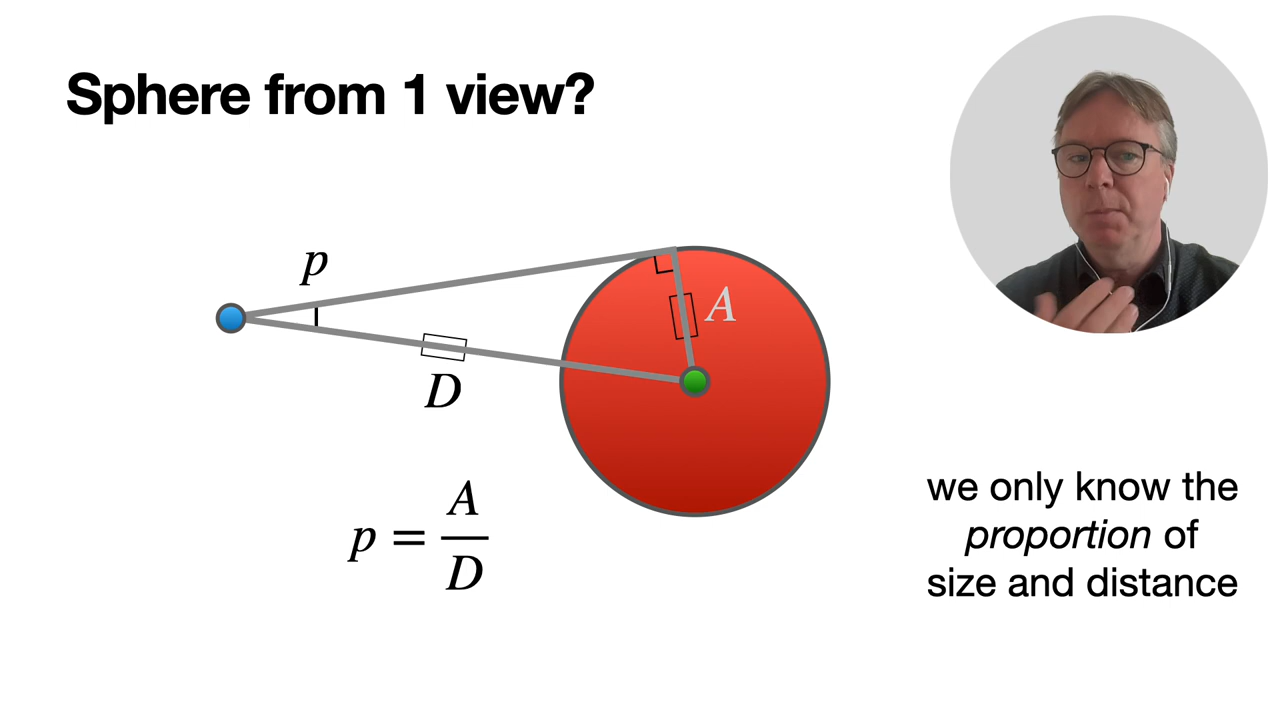 Sphere from 1 view?
p
A
D
p = A/D
we only know the
proportion of
size and distance